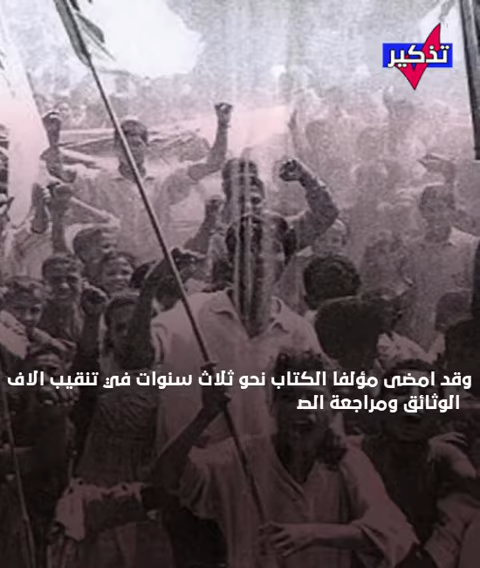 تذكير
وقد امضى مؤلفا الكتاب نحو ثلاث سنوات في تنقيب الاف
الوثائق ومراجعة الص